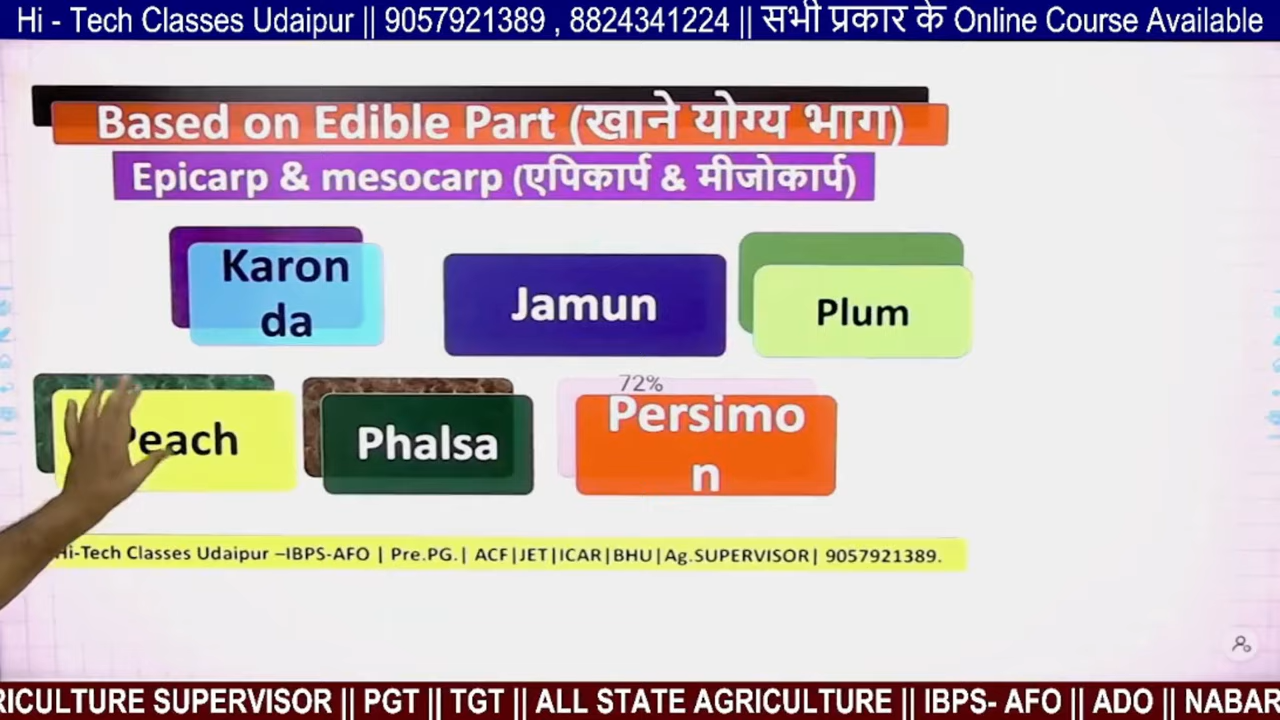 Hi - Tech Classes Udaipur || 9057921389 , 8824341224 || सभी प्रकार के Online Course Available
Based on Edible Part (खाने योग्य भाग)
Epicarp & mesocarp (एपिकार्प & मीजोकार्प)
Karon
da
Jamun
Plum
Peach
Phalsa
72%
Persimo
n
Hi-Tech Classes Udaipur –IBPS-AFO | Pre.PG.| ACF|JET|ICAR|BHU|Ag.SUPERVISOR| 9057921389.
RICULTURE SUPERVISOR || PGT || TGT || ALL STATE AGRICULTURE || IBPS- AFO || ADO || NABAR